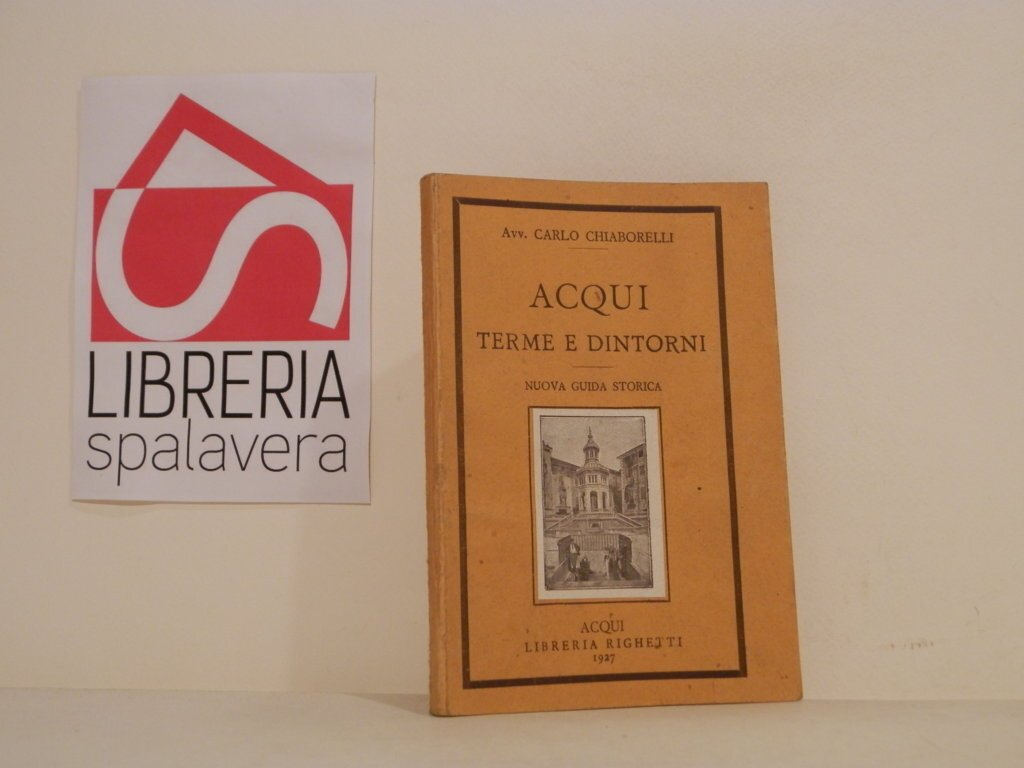 LIBRERIA
spalavera
Avv. CARLO CHIABORELLI
ACQUI
TERME E DINTORNI
NUOVA GUIDA STORICA
ACQUI
LIBRERIA RIGHETTI
1927